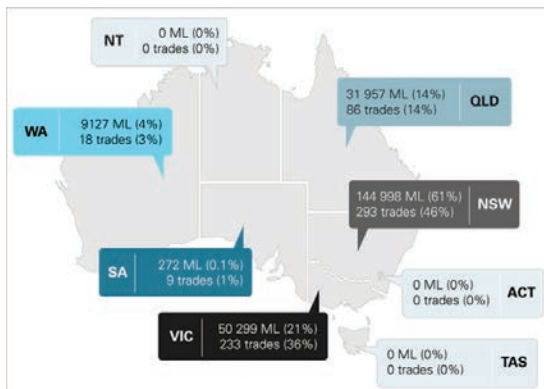 NT
0 ML (0%)
0 trades (0%)
31 957 ML (14%)
86 trades (14%)
QLD
WA
9127 ML (4%)
18 trades (3%)
144 998 ML (61%)
293 trades (46%)
NSW
SA
272 ML (0.1%)
9 trades (1%)
0 ML (0%)
0 trades (0%)
ACT
VIC
50 299 ML (21%)
233 trades (36%)
0 ML (0%)
0 trades (0%)
TAS